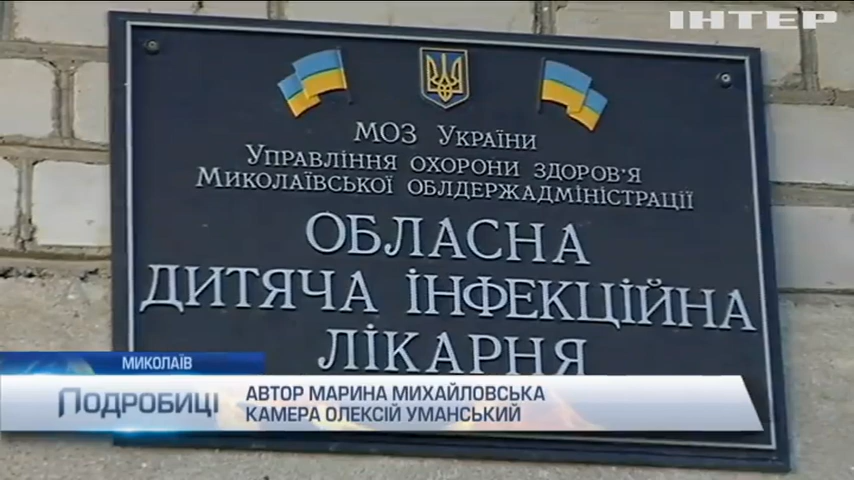 ІНТЕР
МОЗ України
Управління охорони здоров'я
Миколаївської облдержадміністрації
ОБЛАСНА
ДИТЯЧА ІНФЕКЦІЙНА
ЛІКАРНЯ
МИКОЛАЇВ
ПОДРОБИЦІ
АВТОР МАРИНА МИХАЙЛОВСЬКА
КАМЕРА ОЛЕКСІЙ УМАНСЬКИЙ